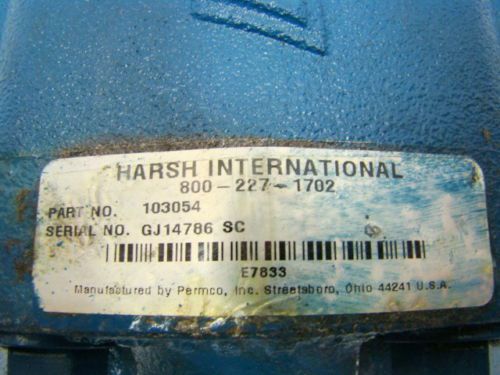 HARSH INTERNATIONAL
800-227-1702
PART NO. 103054
SERIAL NO. GJ14786 SC
E7833
Manufactured by Permco, Inc. Streetsboro, Ohio 44241 U.S.A.